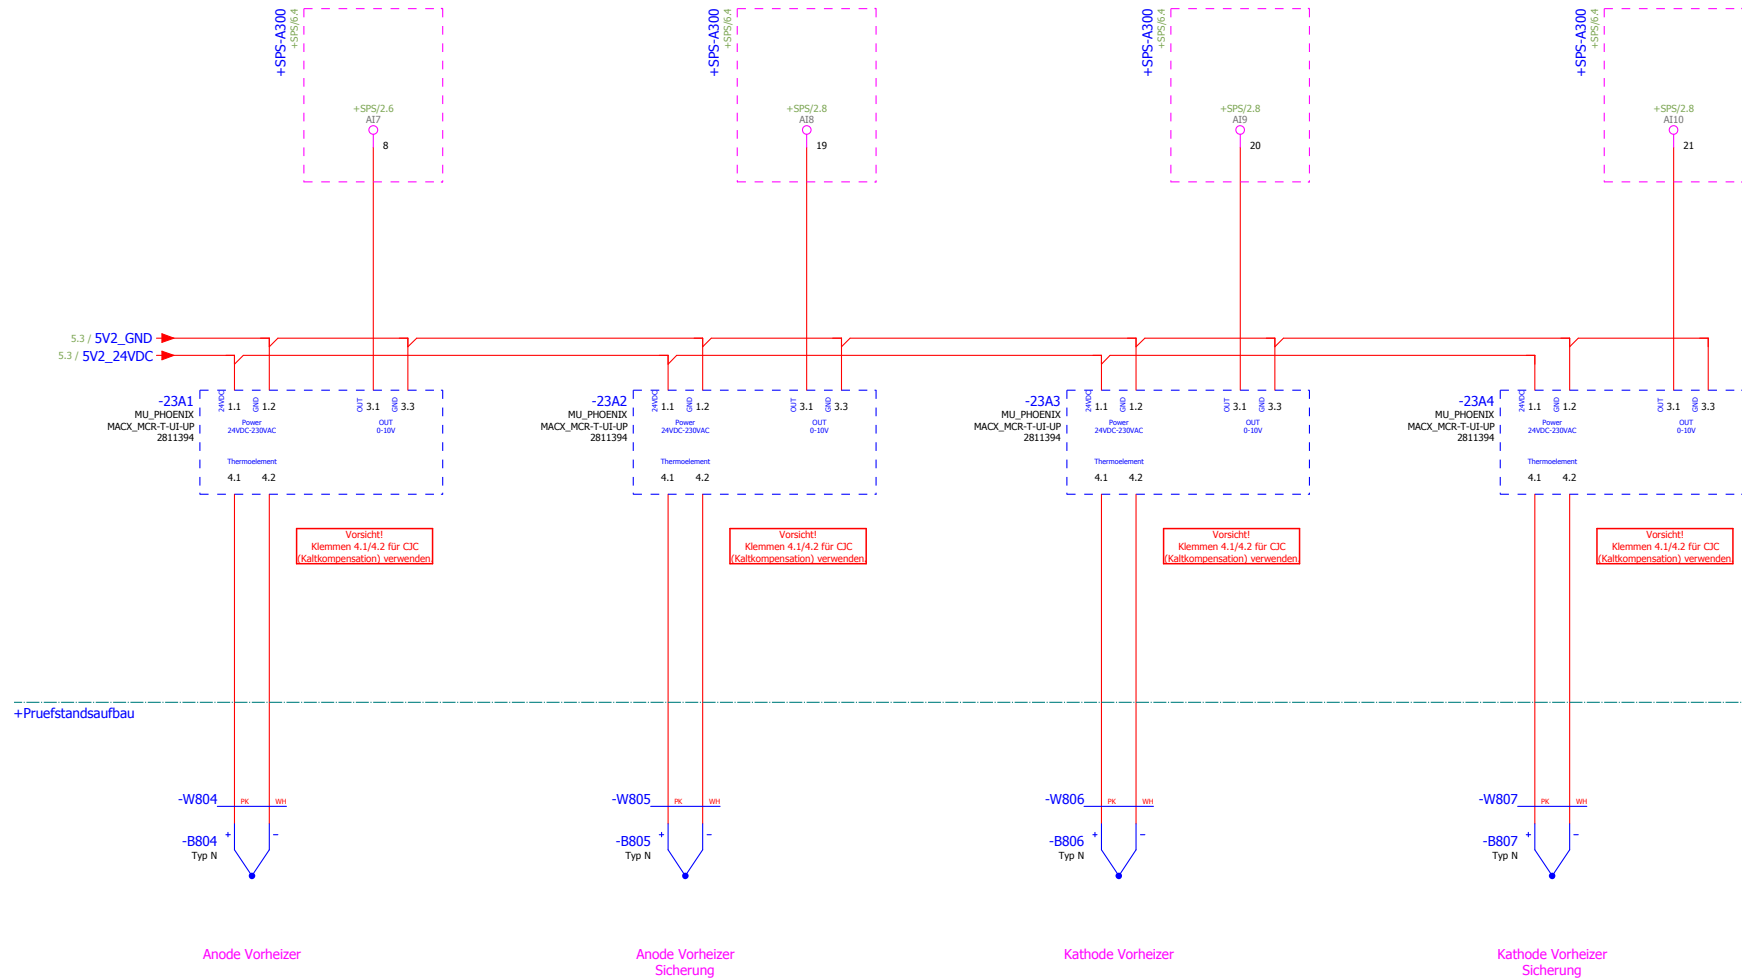 +SPS-A300
+SPS/6.4
+SPS-A300
+SPS/6.4
+SPS-A300
+SPS/6.4
+SPS-A300
+SPS/6.4
+SPS/2.6
AI7
8
+SPS/2.8
AI8
19
+SPS/2.8
AI9
20
+SPS/2.8
AI10
21
5.3 / 5V2_GND
5.3 / 5V2_24VDC
-23A1
MU_PHOENIX
MACX_MCR-T-UI-UP
2811394
24VDC 1.1 GND 1.2 OUT 3.1 GND 3.3
Power
24VDC-230VAC
OUT
0-10V
Thermoelement
4.1 4.2
-23A2
MU_PHOENIX
MACX_MCR-T-UI-UP
2811394
24VDC 1.1 GND 1.2 OUT 3.1 GND 3.3
Power
24VDC-230VAC
OUT
0-10V
Thermoelement
4.1 4.2
-23A3
MU_PHOENIX
MACX_MCR-T-UI-UP
2811394
24VDC 1.1 GND 1.2 OUT 3.1 GND 3.3
Power
24VDC-230VAC
OUT
0-10V
Thermoelement
4.1 4.2
-23A4
MU_PHOENIX
MACX_MCR-T-UI-UP
2811394
24VDC 1.1 GND 1.2 OUT 3.1 GND 3.3
Power
24VDC-230VAC
OUT
0-10V
Thermoelement
4.1 4.2
Vorsicht!
Klemmen 4.1/4.2 für CJC
(Kaltkompensation) verwenden.
Vorsicht!
Klemmen 4.1/4.2 für CJC
(Kaltkompensation) verwenden.
Vorsicht!
Klemmen 4.1/4.2 für CJC
(Kaltkompensation) verwenden.
Vorsicht!
Klemmen 4.1/4.2 für CJC
(Kaltkompensation) verwenden.
+Pruefstandsaufbau
-W804 PK WH
-B804 + −
Typ N
-W805 PK WH
-B805 + −
Typ N
-W806 PK WH
-B806 + −
Typ N
-W807 PK WH
-B807 + −
Typ N
Anode Vorheizer
Anode Vorheizer
Sicherung
Kathode Vorheizer
Kathode Vorheizer
Sicherung